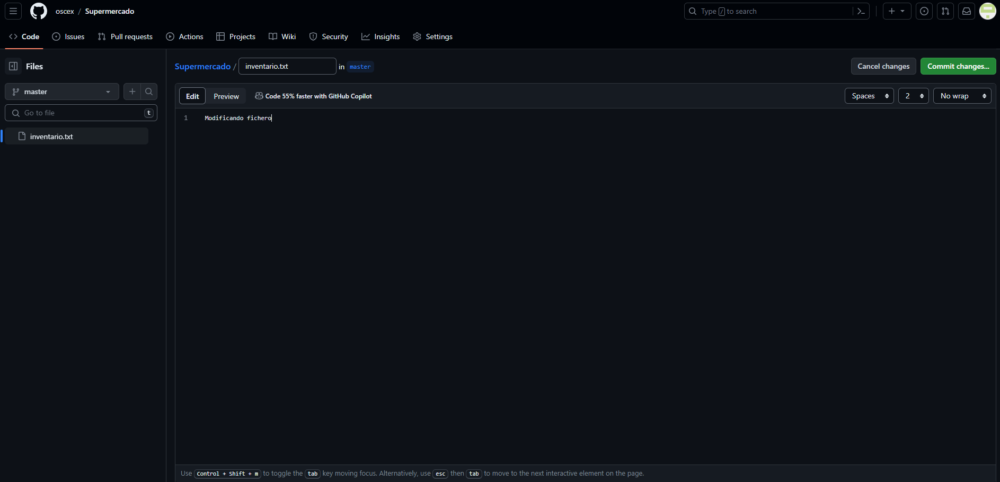 oscex / Supermercado
Type / to search
Code Issues Pull requests Actions Projects Wiki Security Insights Settings
Files
master
Go to file t
inventario.txt
Supermercado / inventario.txt in master
Cancel changes Commit changes...
Edit Preview Code 55% faster with GitHub Copilot
Spaces 2 No wrap
1 Modificando fichero
Use Control + Shift + m to toggle the tab key moving focus. Alternatively, use esc then tab to move to the next interactive element on the page.